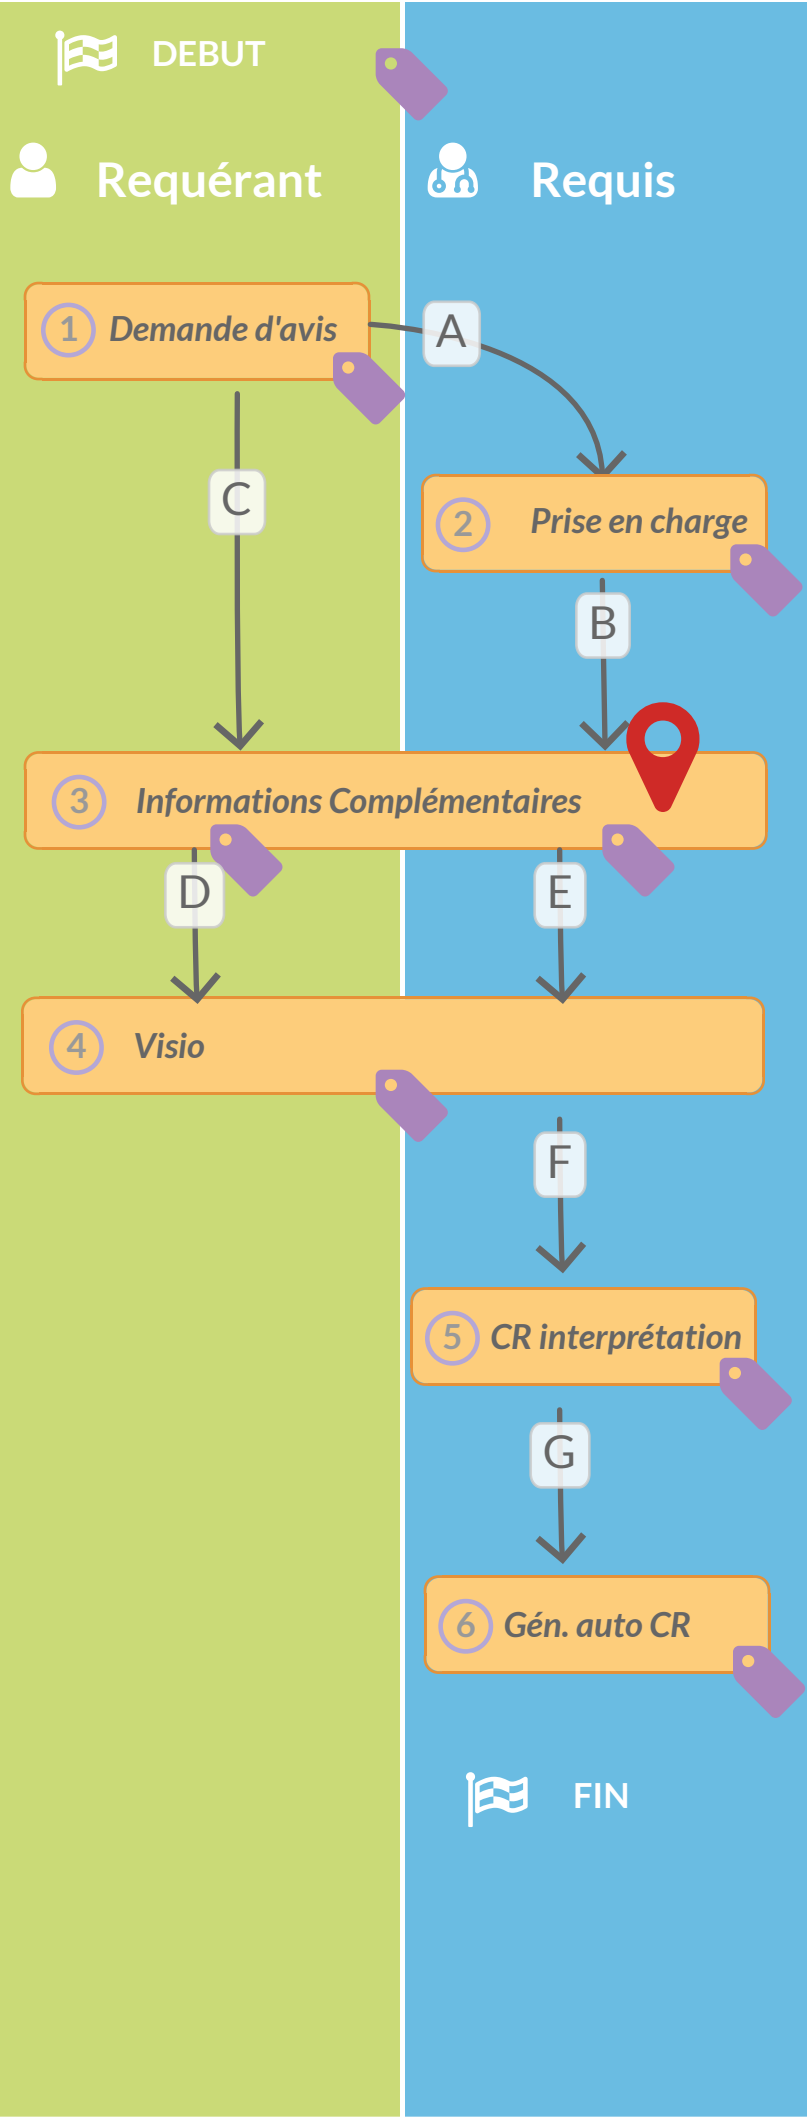 DEBUT
Requérant
Requis
1 Demande d'avis
A
C
2 Prise en charge
B
3 Informations Complémentaires
D
E
4 Visio
F
5 CR interprétation
G
6 Gén. auto CR
FIN